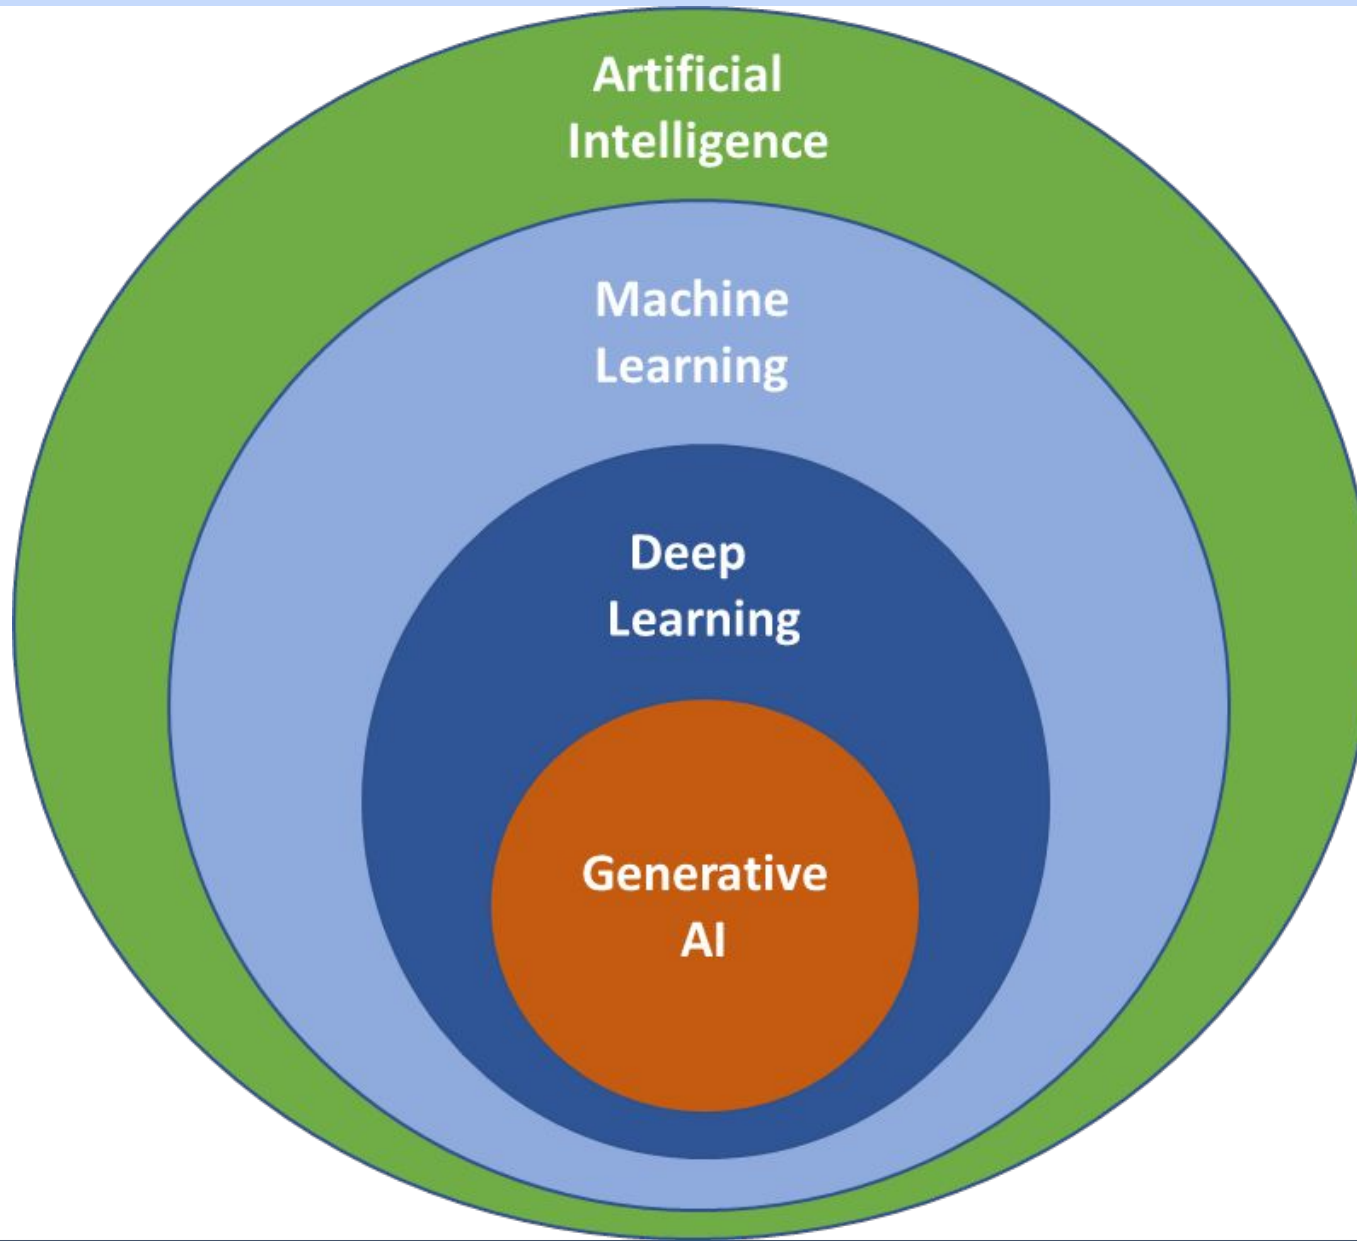 Artificial
Intelligence
Machine
Learning
Deep
Learning
Generative
AI